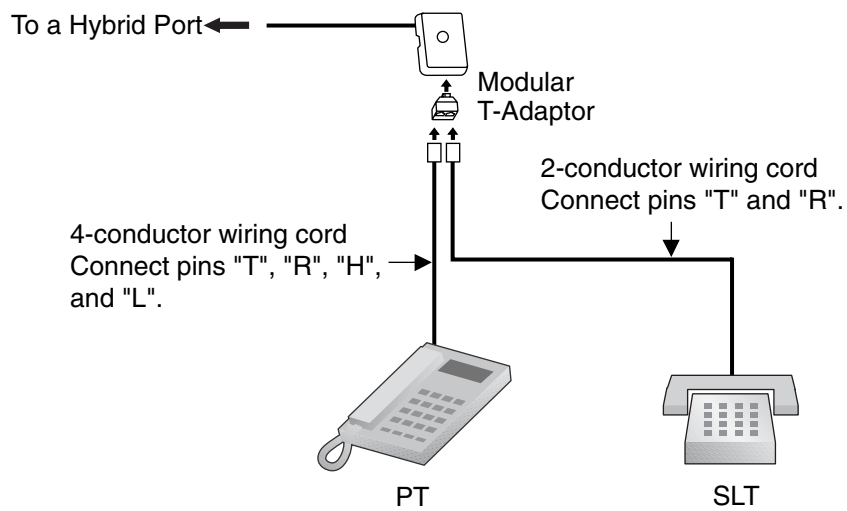 To a Hybrid Port
Modular
T-Adaptor
2-conductor wiring cord
Connect pins "T" and "R".
4-conductor wiring cord
Connect pins "T", "R", "H",
and "L".
PT
SLT